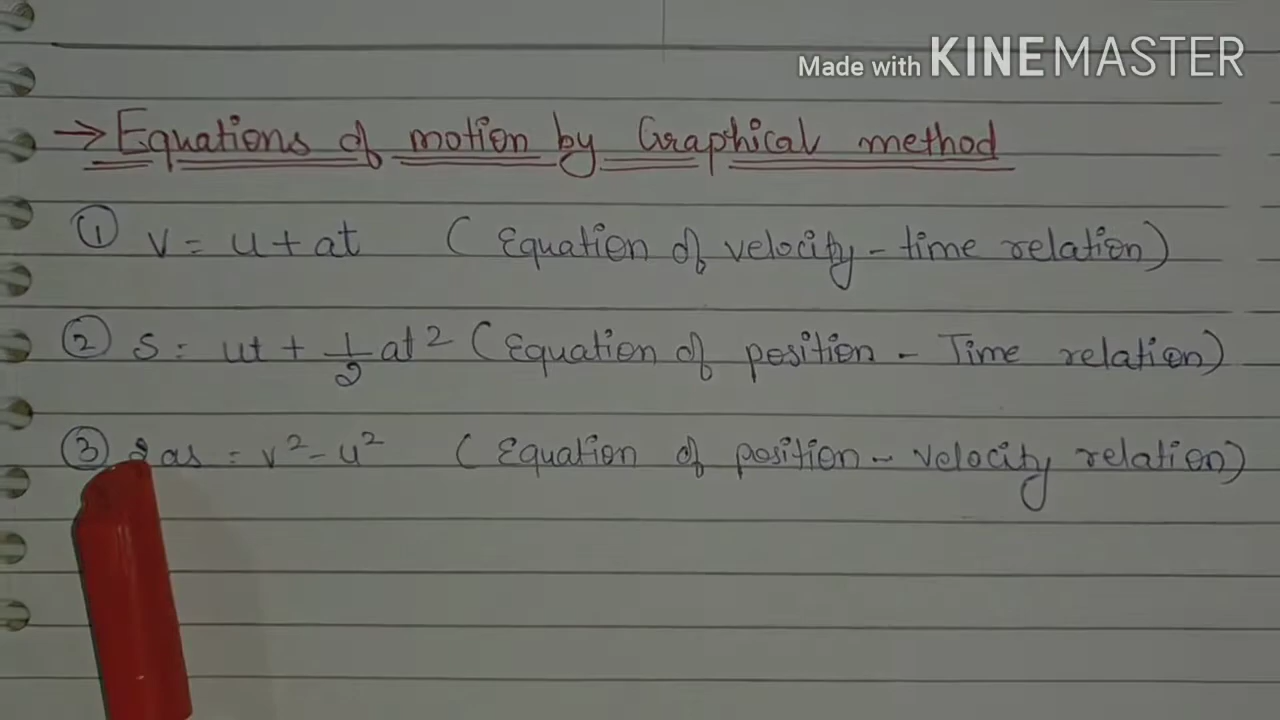 Made with KINEMASTER
→ Equations of motion by Graphical method
① v = u + at ( Equation of velocity - time relation)
② s = ut + 1/2 at² ( Equation of position - Time relation)
③ 2as = v² - u² ( Equation of position - velocity relation)